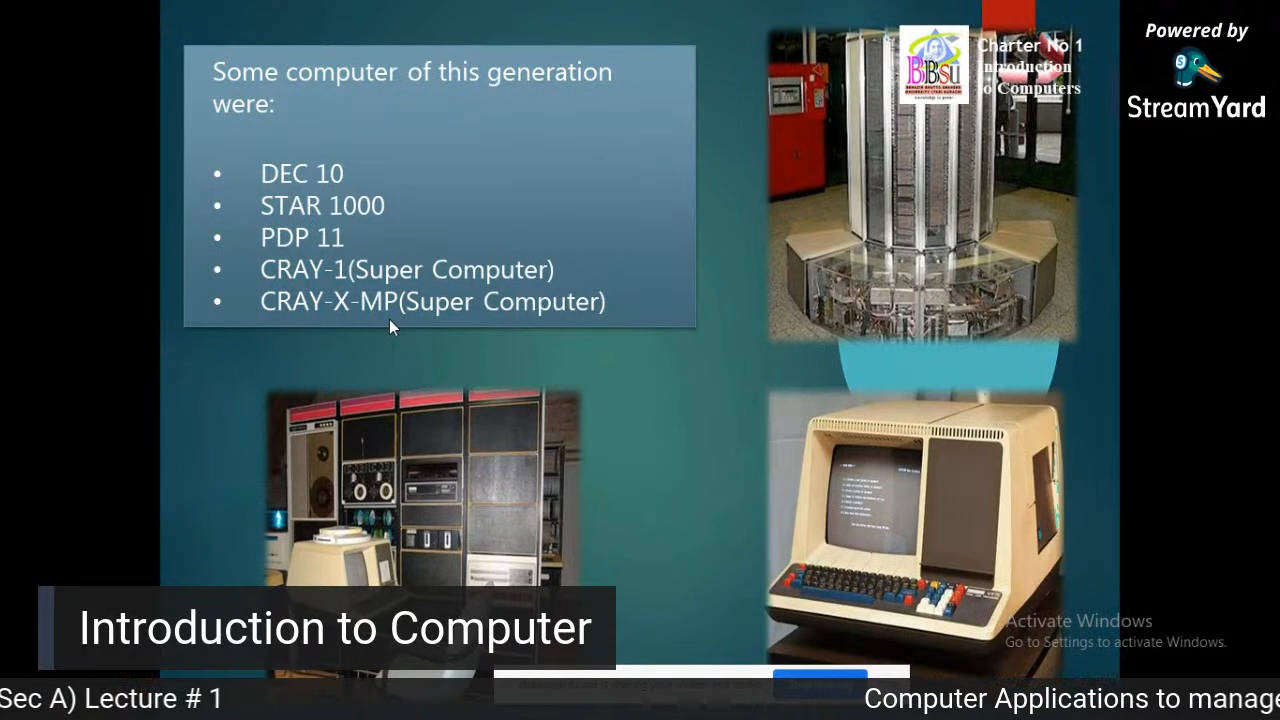 Some computer of this generation
were:
• DEC 10
• STAR 1000
• PDP 11
• CRAY-1(Super Computer)
• CRAY-X-MP(Super Computer)
BBSU
Charter No 1
Introduction
to Computers
Powered by
StreamYard
Activate Windows
Go to Settings to activate Windows.
Introduction to Computer
Sec A) Lecture # 1
Computer Applications to manage